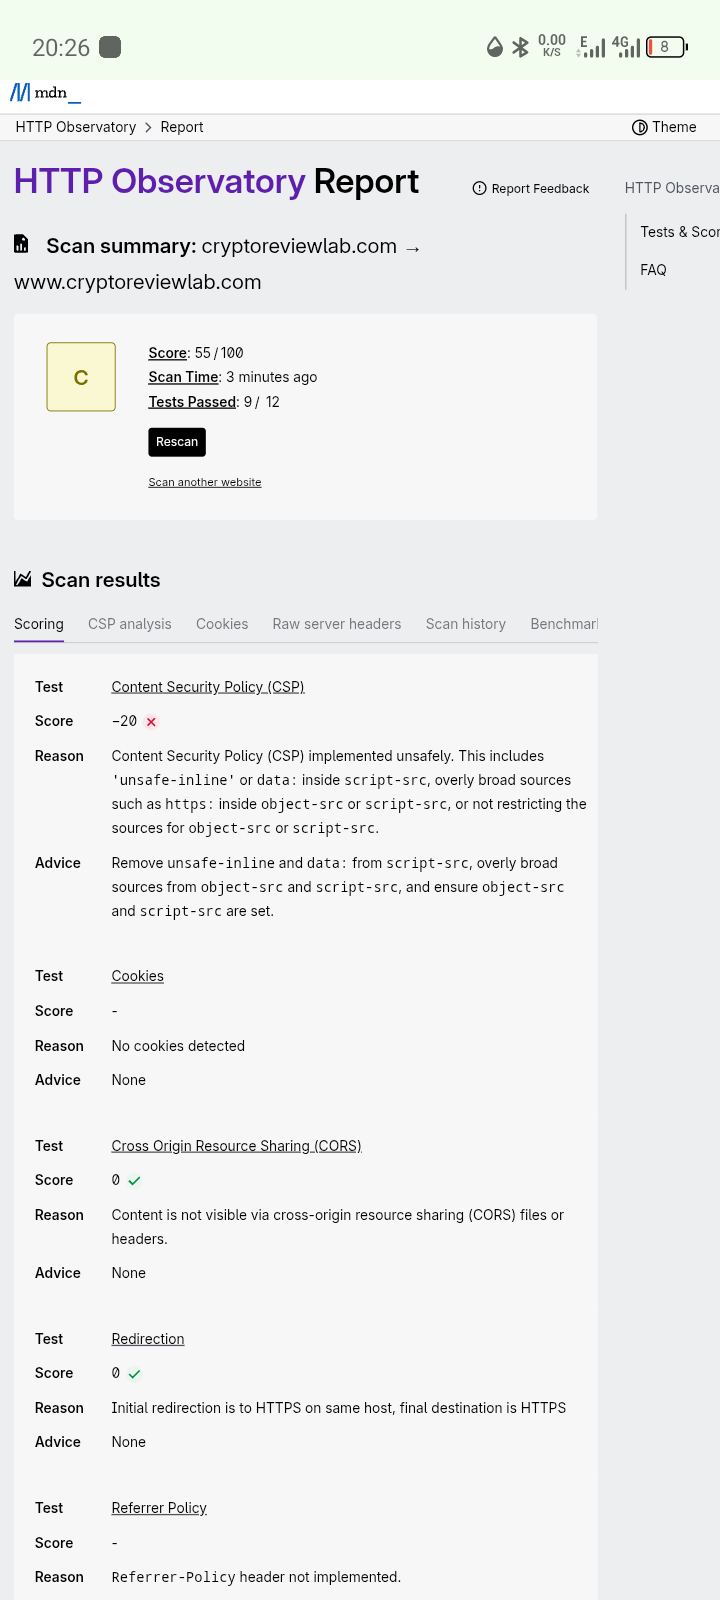 20:26
0.00 K/S E 4G 8
mdn_
HTTP Observatory > Report
Theme
HTTP Observatory Report
Report Feedback
HTTP Observa
Tests & Scor
FAQ
Scan summary: cryptoreviewlab.com →
www.cryptoreviewlab.com
C
Score: 55/100
Scan Time: 3 minutes ago
Tests Passed: 9/ 12
Rescan
Scan another website
Scan results
Scoring CSP analysis Cookies Raw server headers Scan history Benchmar
Test Content Security Policy (CSP)
Score −20
Reason Content Security Policy (CSP) implemented unsafely. This includes
'unsafe-inline' or data: inside script-src, overly broad sources
such as https: inside object-src or script-src, or not restricting the
sources for object-src or script-src.
Advice Remove unsafe-inline and data: from script-src, overly broad
sources from object-src and script-src, and ensure object-src
and script-src are set.
Test Cookies
Score -
Reason No cookies detected
Advice None
Test Cross Origin Resource Sharing (CORS)
Score 0
Reason Content is not visible via cross-origin resource sharing (CORS) files or
headers.
Advice None
Test Redirection
Score 0
Reason Initial redirection is to HTTPS on same host, final destination is HTTPS
Advice None
Test Referrer Policy
Score -
Reason Referrer-Policy header not implemented.